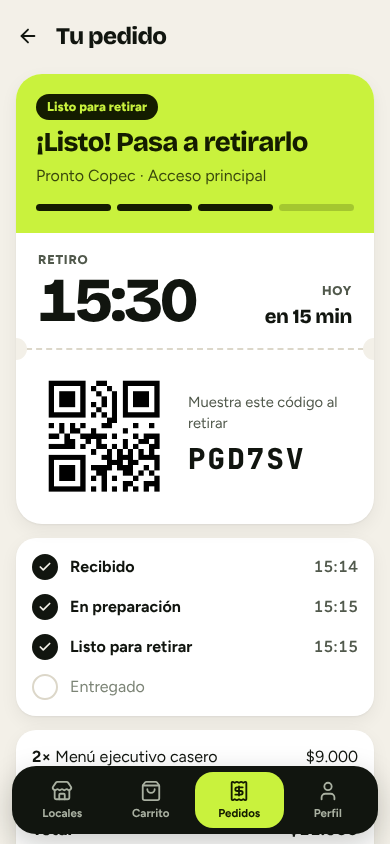 Tu pedido
Listo para retirar
¡Listo! Pasa a retirarlo
Pronto Copec · Acceso principal
RETIRO
15:30
HOY
en 15 min
Muestra este código al
retirar
PGD7SV
Recibido 15:14
En preparación 15:15
Listo para retirar 15:15
Entregado
2× Menú ejecutivo casero $9.000
Locales Carrito Pedidos Perfil